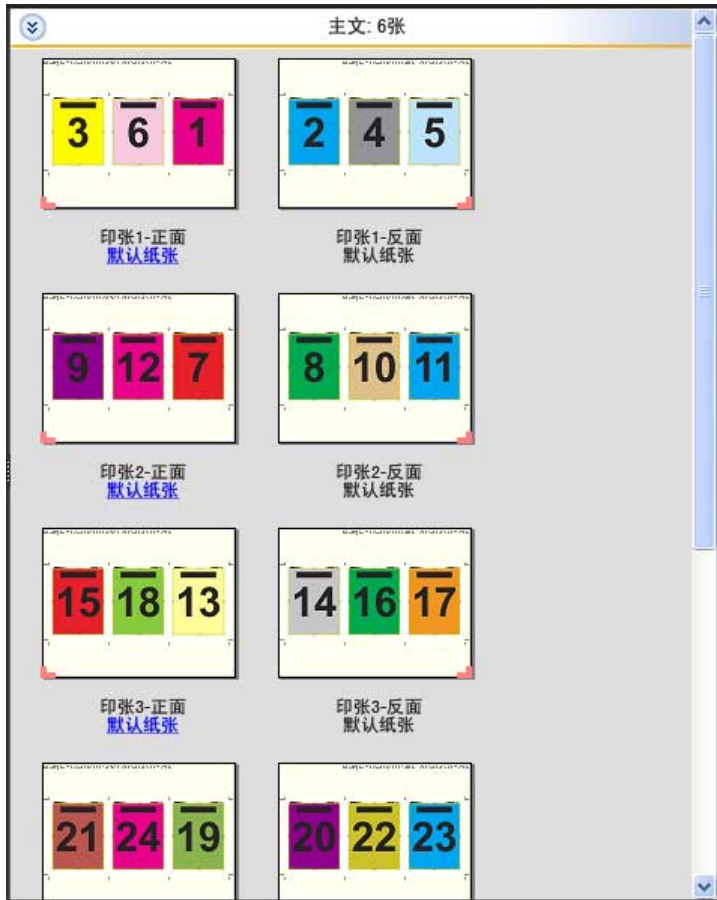 主文: 6张
3 6 1
2 4 5
印张1-正面
默认纸张
印张1-反面
默认纸张
9 12 7
8 10 11
印张2-正面
默认纸张
印张2-反面
默认纸张
15 18 13
14 16 17
印张3-正面
默认纸张
印张3-反面
默认纸张
21 24 19
20 22 23